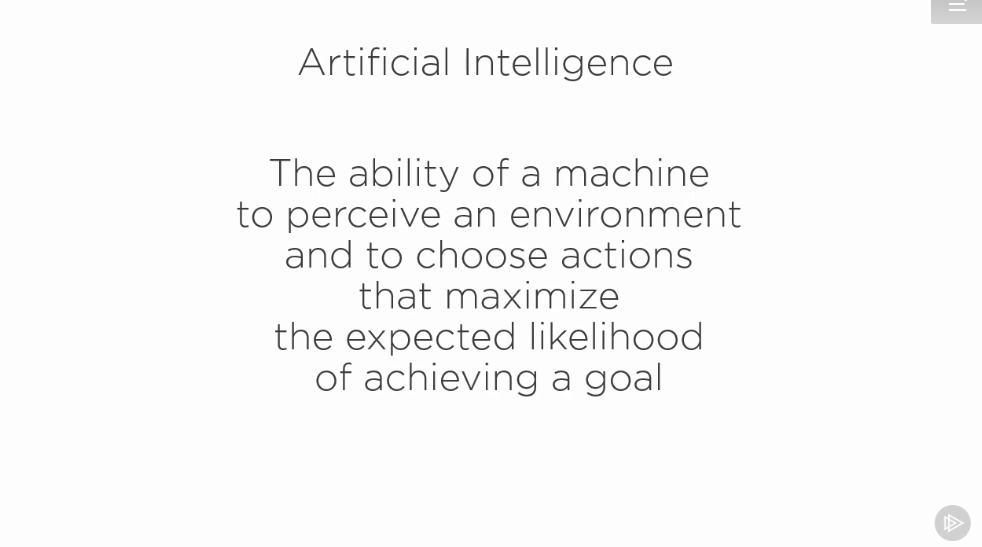 Artificial Intelligence
The ability of a machine
to perceive an environment
and to choose actions
that maximize
the expected likelihood
of achieving a goal